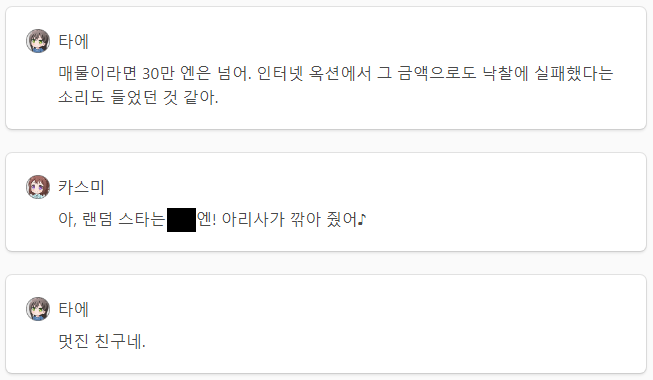 타에
매물이라면 30만 엔은 넘어. 인터넷 옥션에서 그 금액으로도 낙찰에 실패했다는
소리도 들었던 것 같아.
카스미
아, 랜덤 스타는 엔! 아리사가 깎아 줬어♪
타에
멋진 친구네.